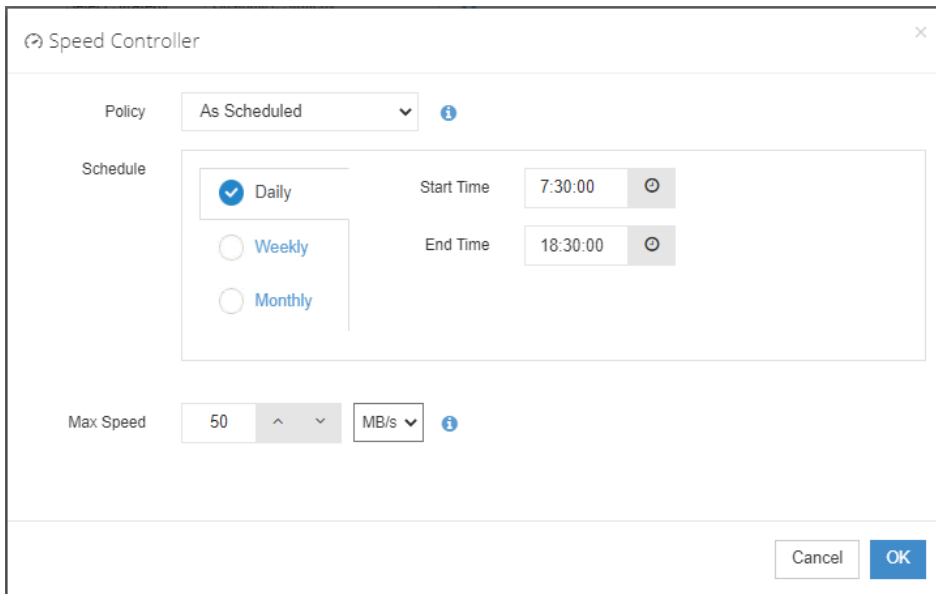 Speed Controller
Policy As Scheduled
Schedule
Daily Start Time 7:30:00
Weekly End Time 18:30:00
Monthly
Max Speed 50 MB/s
Cancel OK